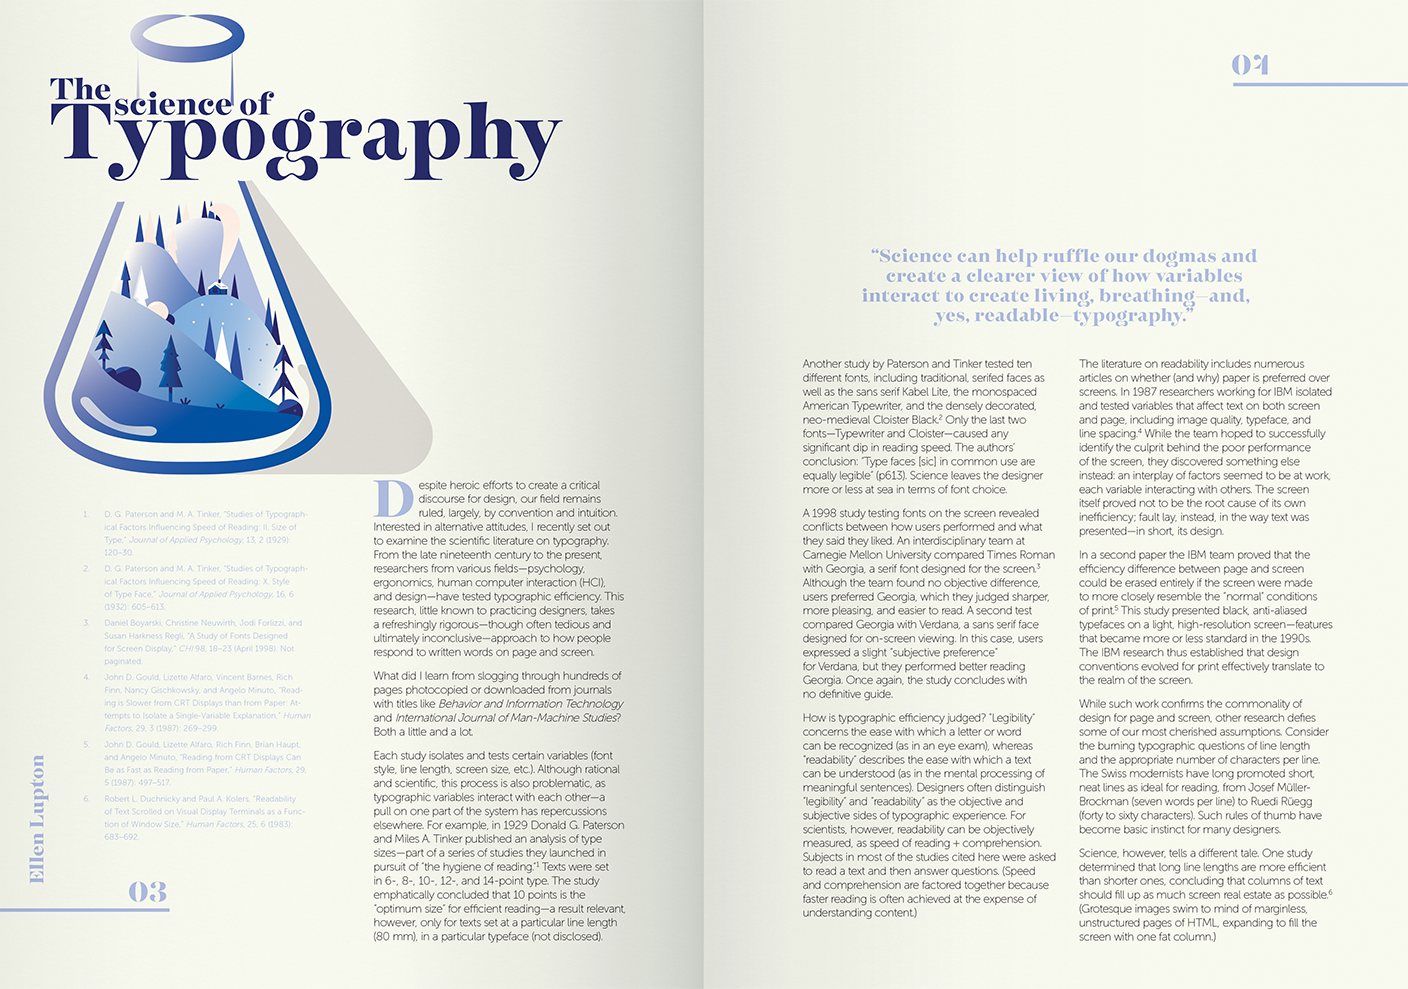 The
science of
Typography
Despite heroic efforts to create a critical
discourse for design, our field remains
ruled, largely, by convention and intuition.
Interested in alternative attitudes, I recently set out
to examine the scientific literature on typography.
From the late nineteenth century to the present,
researchers from various fields—psychology,
ergonomics, human computer interaction (HCI),
and design—have tested typographic efficiency. This
research, little known to practicing designers, takes
a refreshingly rigorous—though often tedious and
ultimately inconclusive—approach to how people
respond to written words on page and screen.
What did I learn from slogging through hundreds of
pages photocopied or downloaded from journals
with titles like Behavior and Information Technology
and International Journal of Man-Machine Studies?
Both a little and a lot.
Each study isolates and tests certain variables (font
style, line length, screen size, etc.). Although rational
and scientific, this process is also problematic, as
typographic variables interact with each other—a
pull on one part of the system has repercussions
elsewhere. For example, in 1929 Donald G. Paterson
and Miles A. Tinker published an analysis of type
sizes—part of a series of studies they launched in
pursuit of “the hygiene of reading.”1 Texts were set
in 6-, 8-, 10-, 12-, and 14-point type. The study
emphatically concluded that 10 points is the
“optimum size” for efficient reading—a result relevant,
however, only for texts set at a particular line length
(80 mm), in a particular typeface (not disclosed).
1. D. G. Paterson and M. A. Tinker, “Studies of Typograph-
ical Factors Influencing Speed of Reading: II. Size of
Type,” Journal of Applied Psychology, 13, 2 (1929):
120–30.
2. D. G. Paterson and M. A. Tinker, “Studies of Typograph-
ical Factors Influencing Speed of Reading: X. Style
of Type Face,” Journal of Applied Psychology, 16, 6
(1932): 605–613.
3. Daniel Boyarski, Christine Neuwirth, Jodi Forlizzi, and
Susan Harkness Regli, “A Study of Fonts Designed
for Screen Display,” CHI 98, 18–23 (April 1998). Not
paginated.
4. John D. Gould, Lizette Alfaro, Vincent Barnes, Rich
Finn, Nancy Gischkowsky, and Angelo Minuto, “Read-
ing is Slower from CRT Displays than from Paper: At-
tempts to Isolate a Single-Variable Explanation,” Human
Factors, 29, 3 (1987): 269–299.
5. John D. Gould, Lizette Alfaro, Rich Finn, Brian Haupt,
and Angelo Minuto, “Reading from CRT Displays Can
Be as Fast as Reading from Paper,” Human Factors, 29,
5 (1987): 497–517.
6. Robert L. Duchnicky and Paul A. Kolers, “Readability
of Text Scrolled on Visual Display Terminals as a Func-
tion of Window Size,” Human Factors, 25, 6 (1983):
683–692.
Ellen Lupton
03
04
“Science can help ruffle our dogmas and
create a clearer view of how variables
interact to create living, breathing—and,
yes, readable—typography.”
Another study by Paterson and Tinker tested ten
different fonts, including traditional, serifed faces as
well as the sans serif Kabel Lite, the monospaced
American Typewriter, and the densely decorated,
neo-medieval Cloister Black.2 Only the last two
fonts—Typewriter and Cloister—caused any
significant dip in reading speed. The authors’
conclusion: “Type faces [sic] in common use are
equally legible” (p613). Science leaves the designer
more or less at sea in terms of font choice.
A 1998 study testing fonts on the screen revealed
conflicts between how users performed and what
they said they liked. An interdisciplinary team at
Carnegie Mellon University compared Times Roman
with Georgia, a serif font designed for the screen.3
Although the team found no objective difference,
users preferred Georgia, which they judged sharper,
more pleasing, and easier to read. A second test
compared Georgia with Verdana, a sans serif face
designed for on-screen viewing. In this case, users
expressed a slight “subjective preference”
for Verdana, but they performed better reading
Georgia. Once again, the study concludes with
no definitive guide.
How is typographic efficiency judged? “Legibility”
concerns the ease with which a letter or word
can be recognized (as in an eye exam), whereas
“readability” describes the ease with which a text
can be understood (as in the mental processing of
meaningful sentences). Designers often distinguish
“legibility” and “readability” as the objective and
subjective sides of typographic experience. For
scientists, however, readability can be objectively
measured, as speed of reading + comprehension.
Subjects in most of the studies cited here were asked
to read a text and then answer questions. (Speed
and comprehension are factored together because
faster reading is often achieved at the expense of
understanding content.)
The literature on readability includes numerous
articles on whether (and why) paper is preferred over
screens. In 1987 researchers working for IBM isolated
and tested variables that affect text on both screen
and page, including image quality, typeface, and
line spacing.4 While the team hoped to successfully
identify the culprit behind the poor performance
of the screen, they discovered something else
instead: an interplay of factors seemed to be at work,
each variable interacting with others. The screen
itself proved not to be the root cause of its own
inefficiency; fault lay, instead, in the way text was
presented—in short, its design.
In a second paper the IBM team proved that the
efficiency difference between page and screen
could be erased entirely if the screen were made
to more closely resemble the “normal” conditions
of print.5 This study presented black, anti-aliased
typefaces on a light, high-resolution screen—features
that became more or less standard in the 1990s.
The IBM research thus established that design
conventions evolved for print effectively translate to
the realm of the screen.
While such work confirms the commonality of
design for page and screen, other research defies
some of our most cherished assumptions. Consider
the burning typographic questions of line length
and the appropriate number of characters per line.
The Swiss modernists have long promoted short,
neat lines as ideal for reading, from Josef Müller-
Brockman (seven words per line) to Ruedi Rüegg
(forty to sixty characters). Such rules of thumb have
become basic instinct for many designers.
Science, however, tells a different tale. One study
determined that long line lengths are more efficient
than shorter ones, concluding that columns of text
should fill up as much screen real estate as possible.6
(Grotesque images swim to mind of marginless,
unstructured pages of HTML, expanding to fill the
screen with one fat column.)